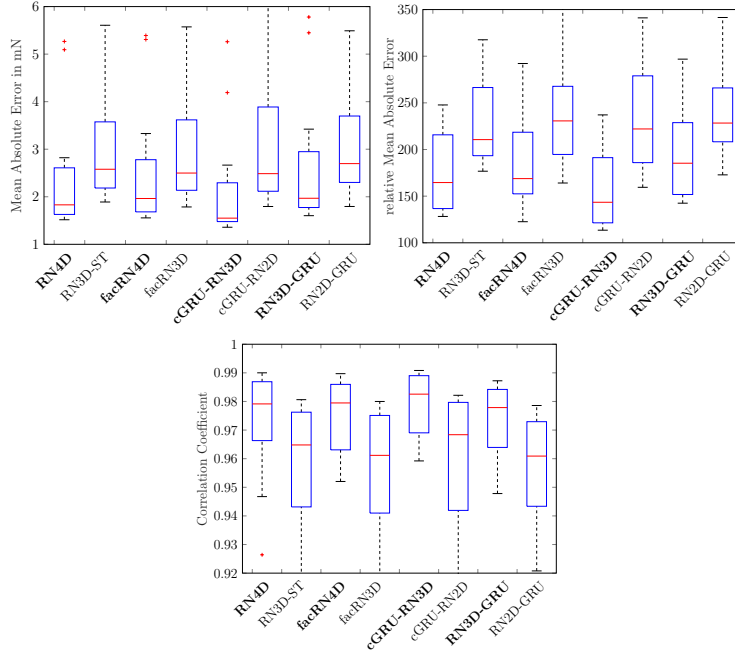 Mean Absolute Error in mN
6
5
4
3
2
1
RN4D
RN3D-ST
facRN4D
facRN3D
cGRU-RN3D
cGRU-RN2D
RN3D-GRU
RN2D-GRU
relative Mean Absolute Error
350
300
250
200
150
100
RN4D
RN3D-ST
facRN4D
facRN3D
cGRU-RN3D
cGRU-RN2D
RN3D-GRU
RN2D-GRU
Correlation Coefficient
1
0.99
0.98
0.97
0.96
0.95
0.94
0.93
0.92
RN4D
RN3D-ST
facRN4D
facRN3D
cGRU-RN3D
cGRU-RN2D
RN3D-GRU
RN2D-GRU